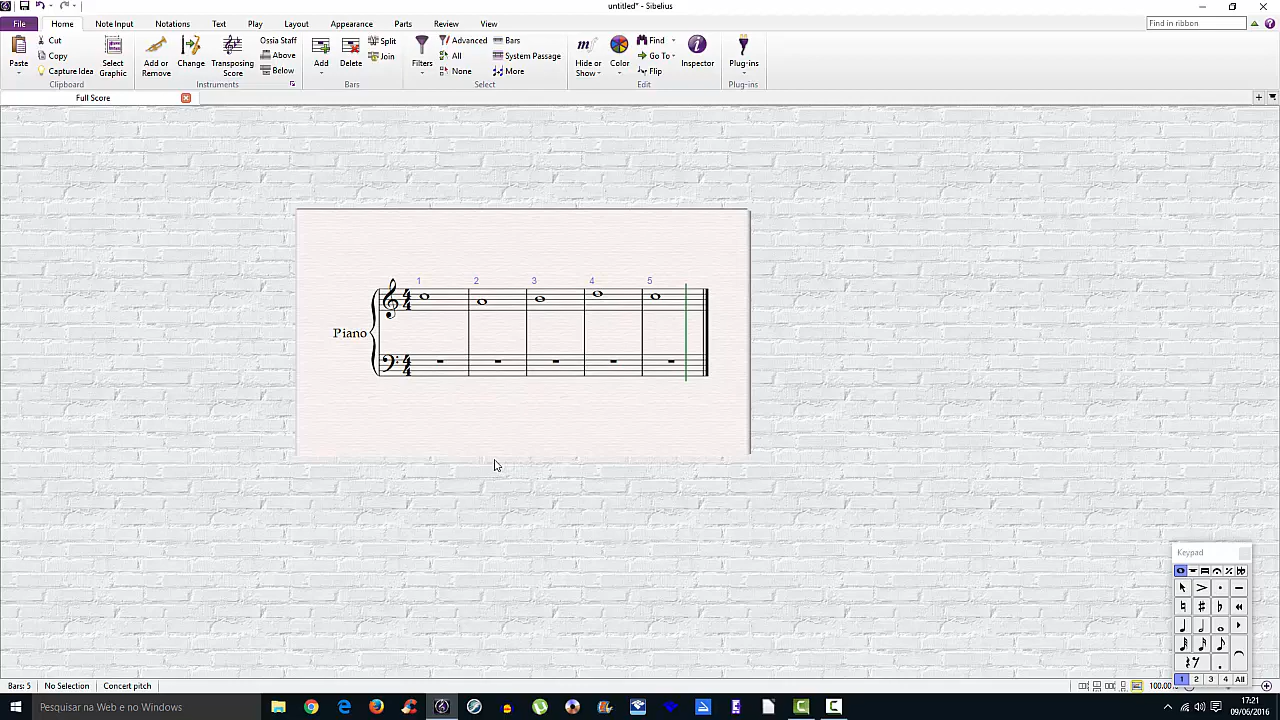 untitled* - Sibelius
File Home Note Input Notations Text Play Layout Appearance Parts Review View Find in ribbon
Paste Cut Copy Capture Idea Select Graphic Add or Remove Change Transposing Score Ossia Staff Above Below Add Delete Split Join Filters Advanced All None Bars System Passage More Hide or Show Color Find Go To Flip Inspector Plug-ins
Clipboard Instruments Bars Select Edit Plug-ins
Full Score
1 2 3 4 5
Piano
Keypad
1 2 3 4 All
Bars: 5 No Selection Concert pitch 100.00
Pesquisar na Web e no Windows 17:21
09/06/2016